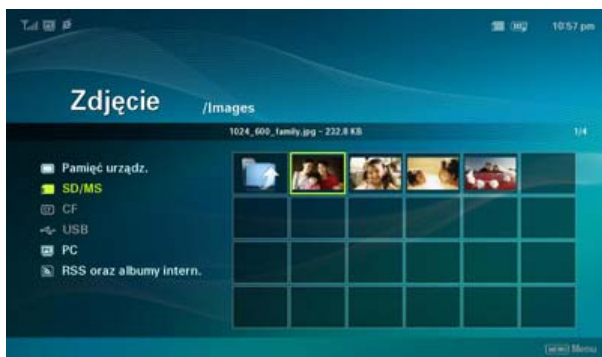 10:57 pm
Zdjęcie /Images
1024_600_family.jpg - 232.8 KB 1/4
Pamięć urządz.
SD/MS
CF
USB
PC
RSS oraz albumy intern.
Menu